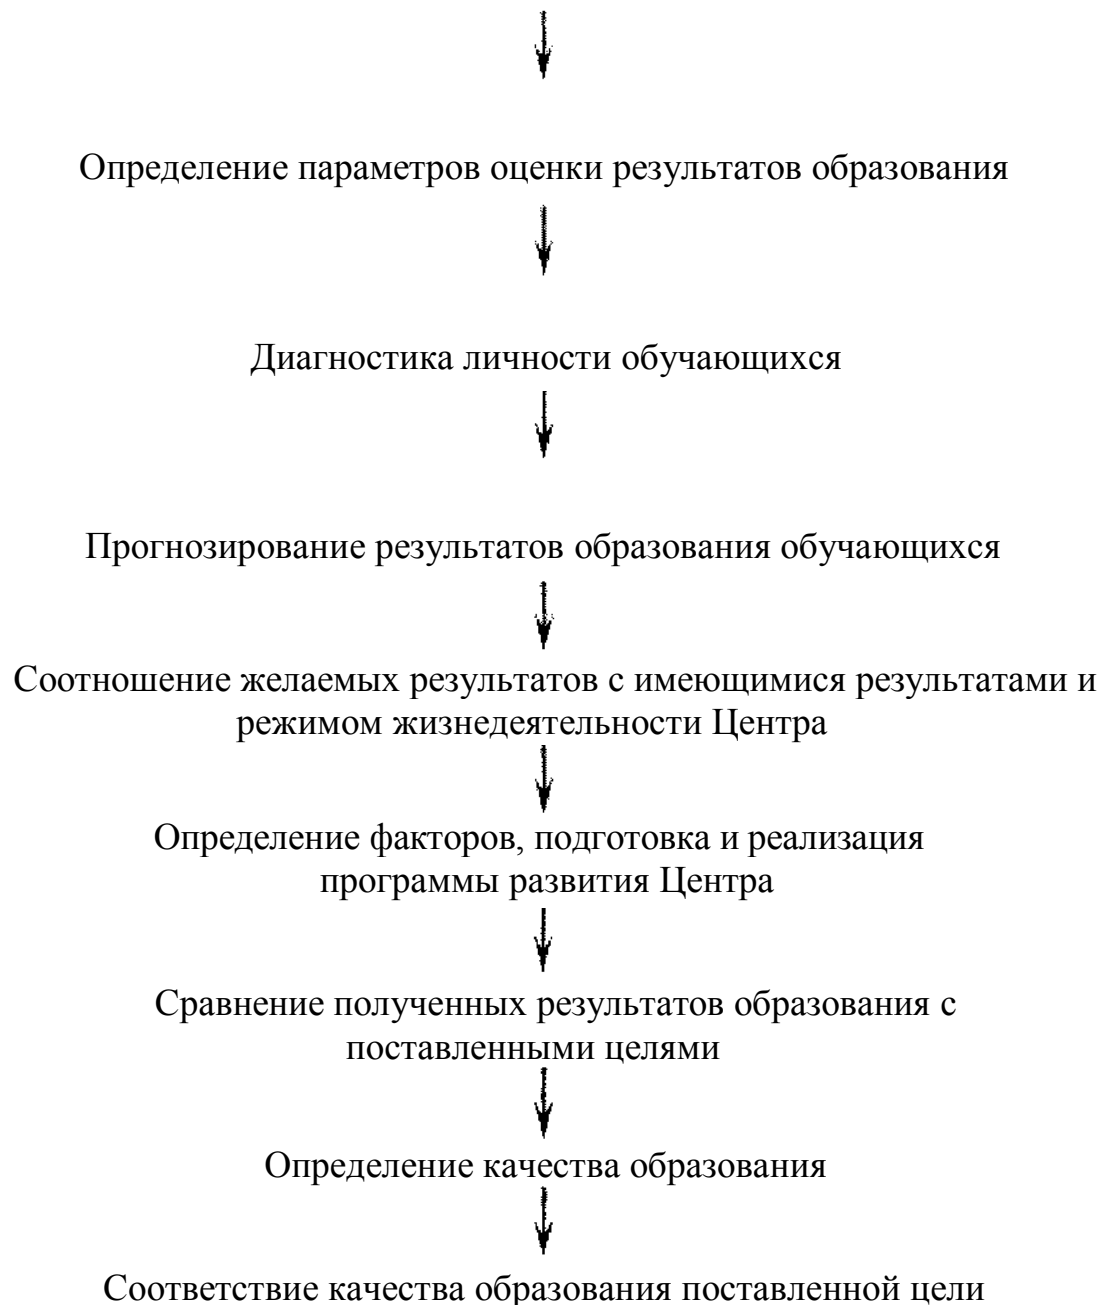 Определение параметров оценки результатов образования
Диагностика личности обучающихся
Прогнозирование результатов образования обучающихся
Соотношение желаемых результатов с имеющимися результатами и
режимом жизнедеятельности Центра
Определение факторов, подготовка и реализация
программы развития Центра
Сравнение полученных результатов образования с
поставленными целями
Определение качества образования
Соответствие качества образования поставленной цели